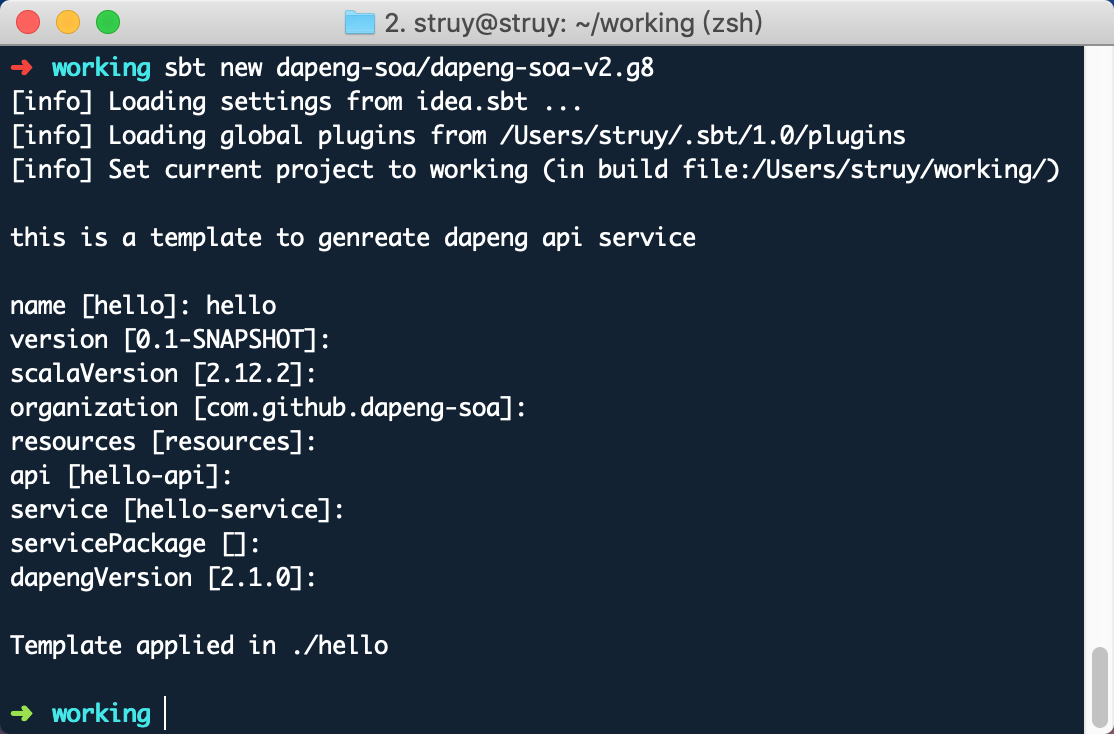 2. struy@struy: ~/working (zsh)
➜ working sbt new dapeng-soa/dapeng-soa-v2.g8
[info] Loading settings from idea.sbt ...
[info] Loading global plugins from /Users/struy/.sbt/1.0/plugins
[info] Set current project to working (in build file:/Users/struy/working/)
this is a template to genreate dapeng api service
name [hello]: hello
version [0.1-SNAPSHOT]:
scalaVersion [2.12.2]:
organization [com.github.dapeng-soa]:
resources [resources]:
api [hello-api]:
service [hello-service]:
servicePackage []:
dapengVersion [2.1.0]:
Template applied in ./hello
➜ working